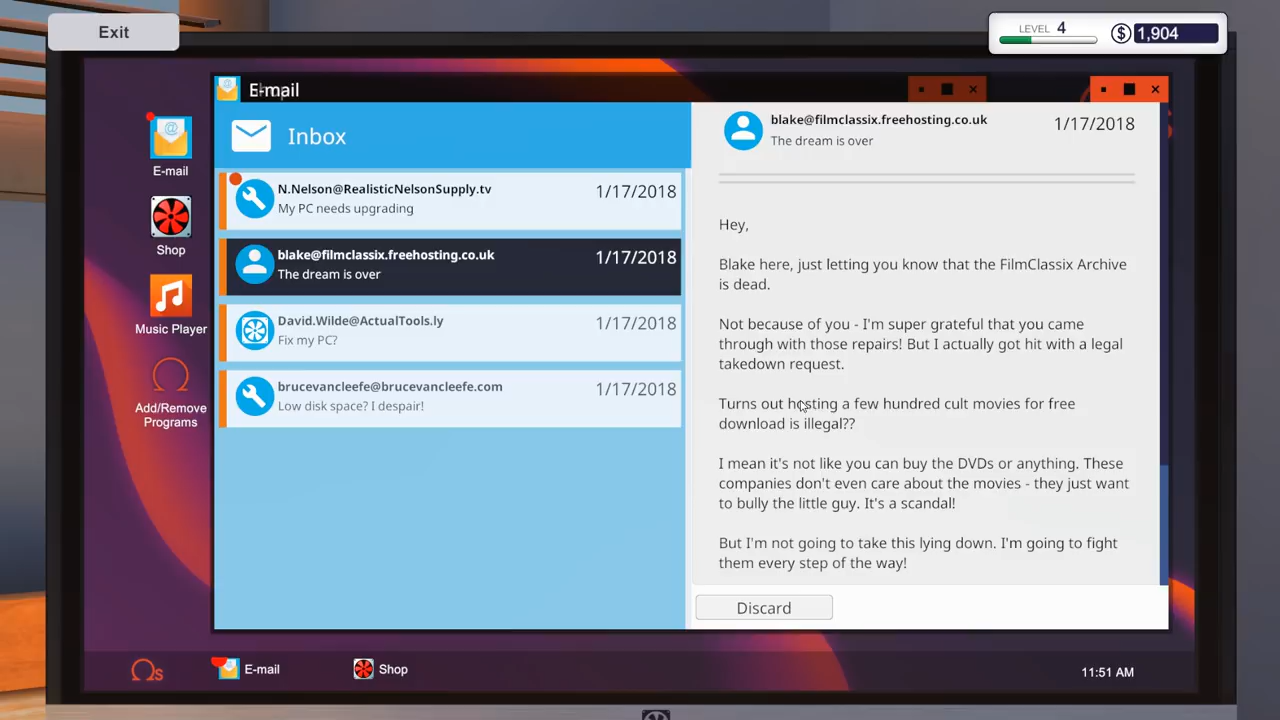 Exit
LEVEL 4
$ 1,904
E-mail
Inbox
N.Nelson@RealisticNelsonSupply.tv 1/17/2018
My PC needs upgrading
blake@filmclassix.freehosting.co.uk 1/17/2018
The dream is over
David.Wilde@ActualTools.ly 1/17/2018
Fix my PC?
brucevancleefe@brucevancleefe.com 1/17/2018
Low disk space? I despair!
blake@filmclassix.freehosting.co.uk 1/17/2018
The dream is over
Hey,
Blake here, just letting you know that the FilmClassix Archive
is dead.
Not because of you - I'm super grateful that you came
through with those repairs! But I actually got hit with a legal
takedown request.
Turns out hosting a few hundred cult movies for free
download is illegal??
I mean it's not like you can buy the DVDs or anything. These
companies don't even care about the movies - they just want
to bully the little guy. It's a scandal!
But I'm not going to take this lying down. I'm going to fight
them every step of the way!
Discard
E-mail
Shop
Music Player
Add/Remove
Programs
Ωs
E-mail
Shop
11:51 AM